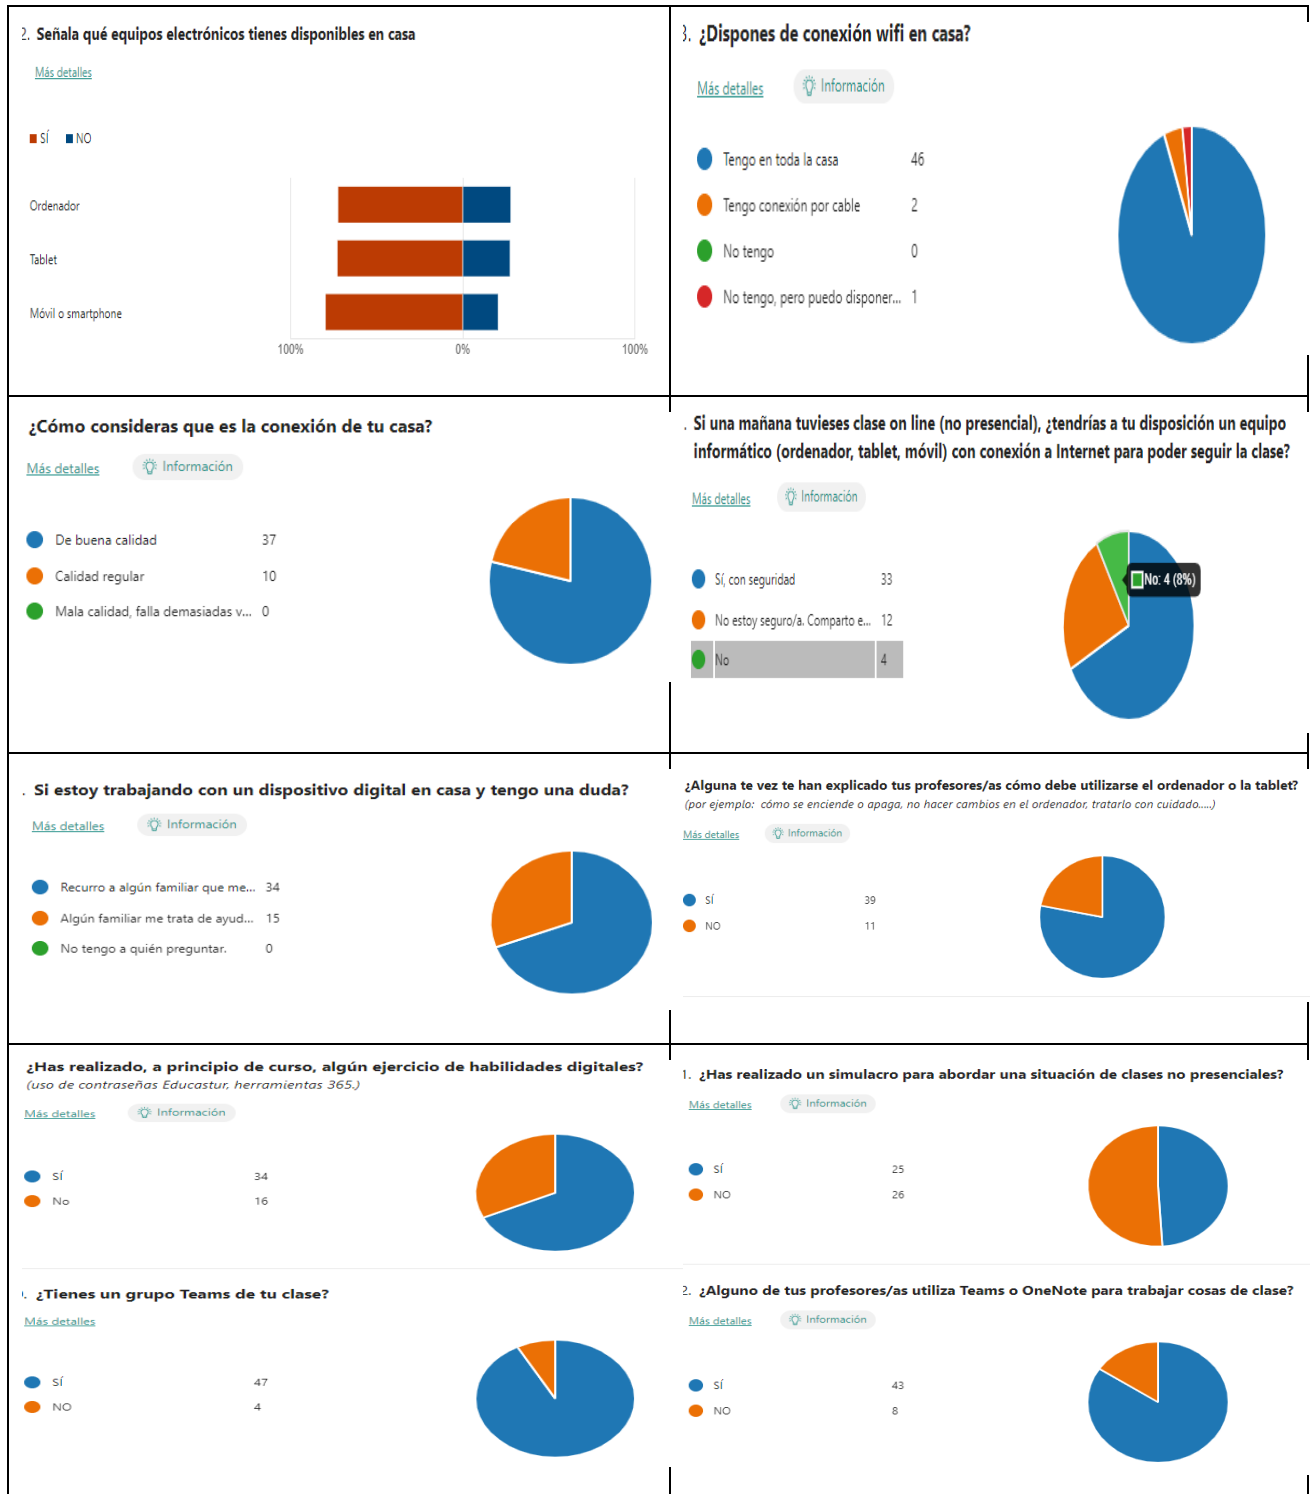 2. Señala qué equipos electrónicos tienes disponibles en casa
Más detalles
SÍ NO
Ordenador
Tablet
Móvil o smartphone
100% 0% 100%
3. ¿Dispones de conexión wifi en casa?
Más detalles Información
Tengo en toda la casa 46
Tengo conexión por cable 2
No tengo 0
No tengo, pero puedo disponer... 1
¿Cómo consideras que es la conexión de tu casa?
Más detalles Información
De buena calidad 37
Calidad regular 10
Mala calidad, falla demasiadas v... 0
. Si una mañana tuvieses clase on line (no presencial), ¿tendrías a tu disposición un equipo
informático (ordenador, tablet, móvil) con conexión a Internet para poder seguir la clase?
Más detalles Información
Sí, con seguridad 33
No estoy seguro/a. Comparto e... 12
No 4
No: 4 (8%)
. Si estoy trabajando con un dispositivo digital en casa y tengo una duda?
Más detalles Información
Recurro a algún familiar que me... 34
Algún familiar me trata de ayud... 15
No tengo a quién preguntar. 0
¿Alguna te vez te han explicado tus profesores/as cómo debe utilizarse el ordenador o la tablet?
(por ejemplo: cómo se enciende o apaga, no hacer cambios en el ordenador, tratarlo con cuidado.....)
Más detalles Información
SÍ 39
NO 11
¿Has realizado, a principio de curso, algún ejercicio de habilidades digitales?
(uso de contraseñas Educastur, herramientas 365.)
Más detalles Información
SÍ 34
No 16
. ¿Tienes un grupo Teams de tu clase?
Más detalles
SÍ 47
NO 4
1. ¿Has realizado un simulacro para abordar una situación de clases no presenciales?
Más detalles Información
SÍ 25
NO 26
2. ¿Alguno de tus profesores/as utiliza Teams o OneNote para trabajar cosas de clase?
Más detalles Información
SÍ 43
NO 8